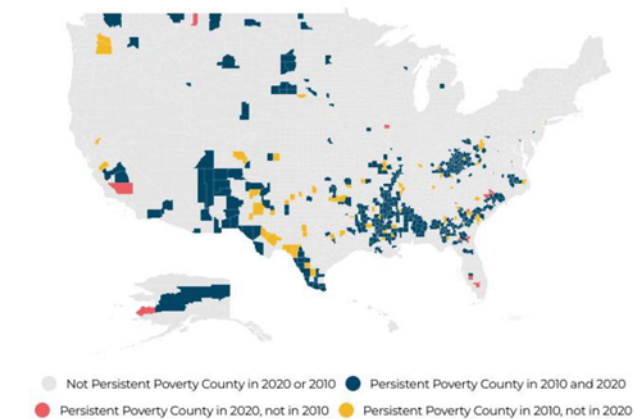 Not Persistent Poverty County in 2020 or 2010 Persistent Poverty County in 2010 and 2020
Persistent Poverty County in 2020, not in 2010 Persistent Poverty County in 2010, not in 2020